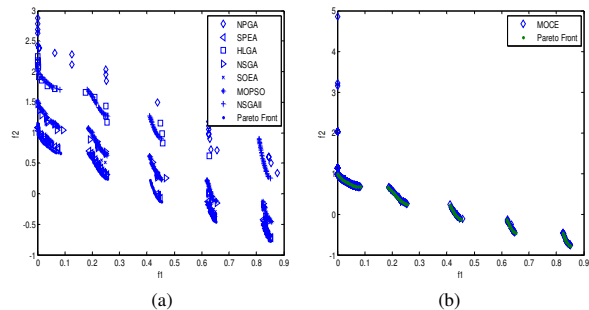 (a)
3
2.5
2
1.5
1
0.5
0
-0.5
-1
f2
0 0.1 0.2 0.3 0.4 0.5 0.6 0.7 0.8 0.9
f1
NPGA
SPEA
HLGA
NSGA
SOEA
MOPSO
NSGAII
Pareto Front
(b)
5
4
3
2
1
0
-1
f2
0 0.1 0.2 0.3 0.4 0.5 0.6 0.7 0.8 0.9
f1
MOCE
Pareto Front
(a)
(b)